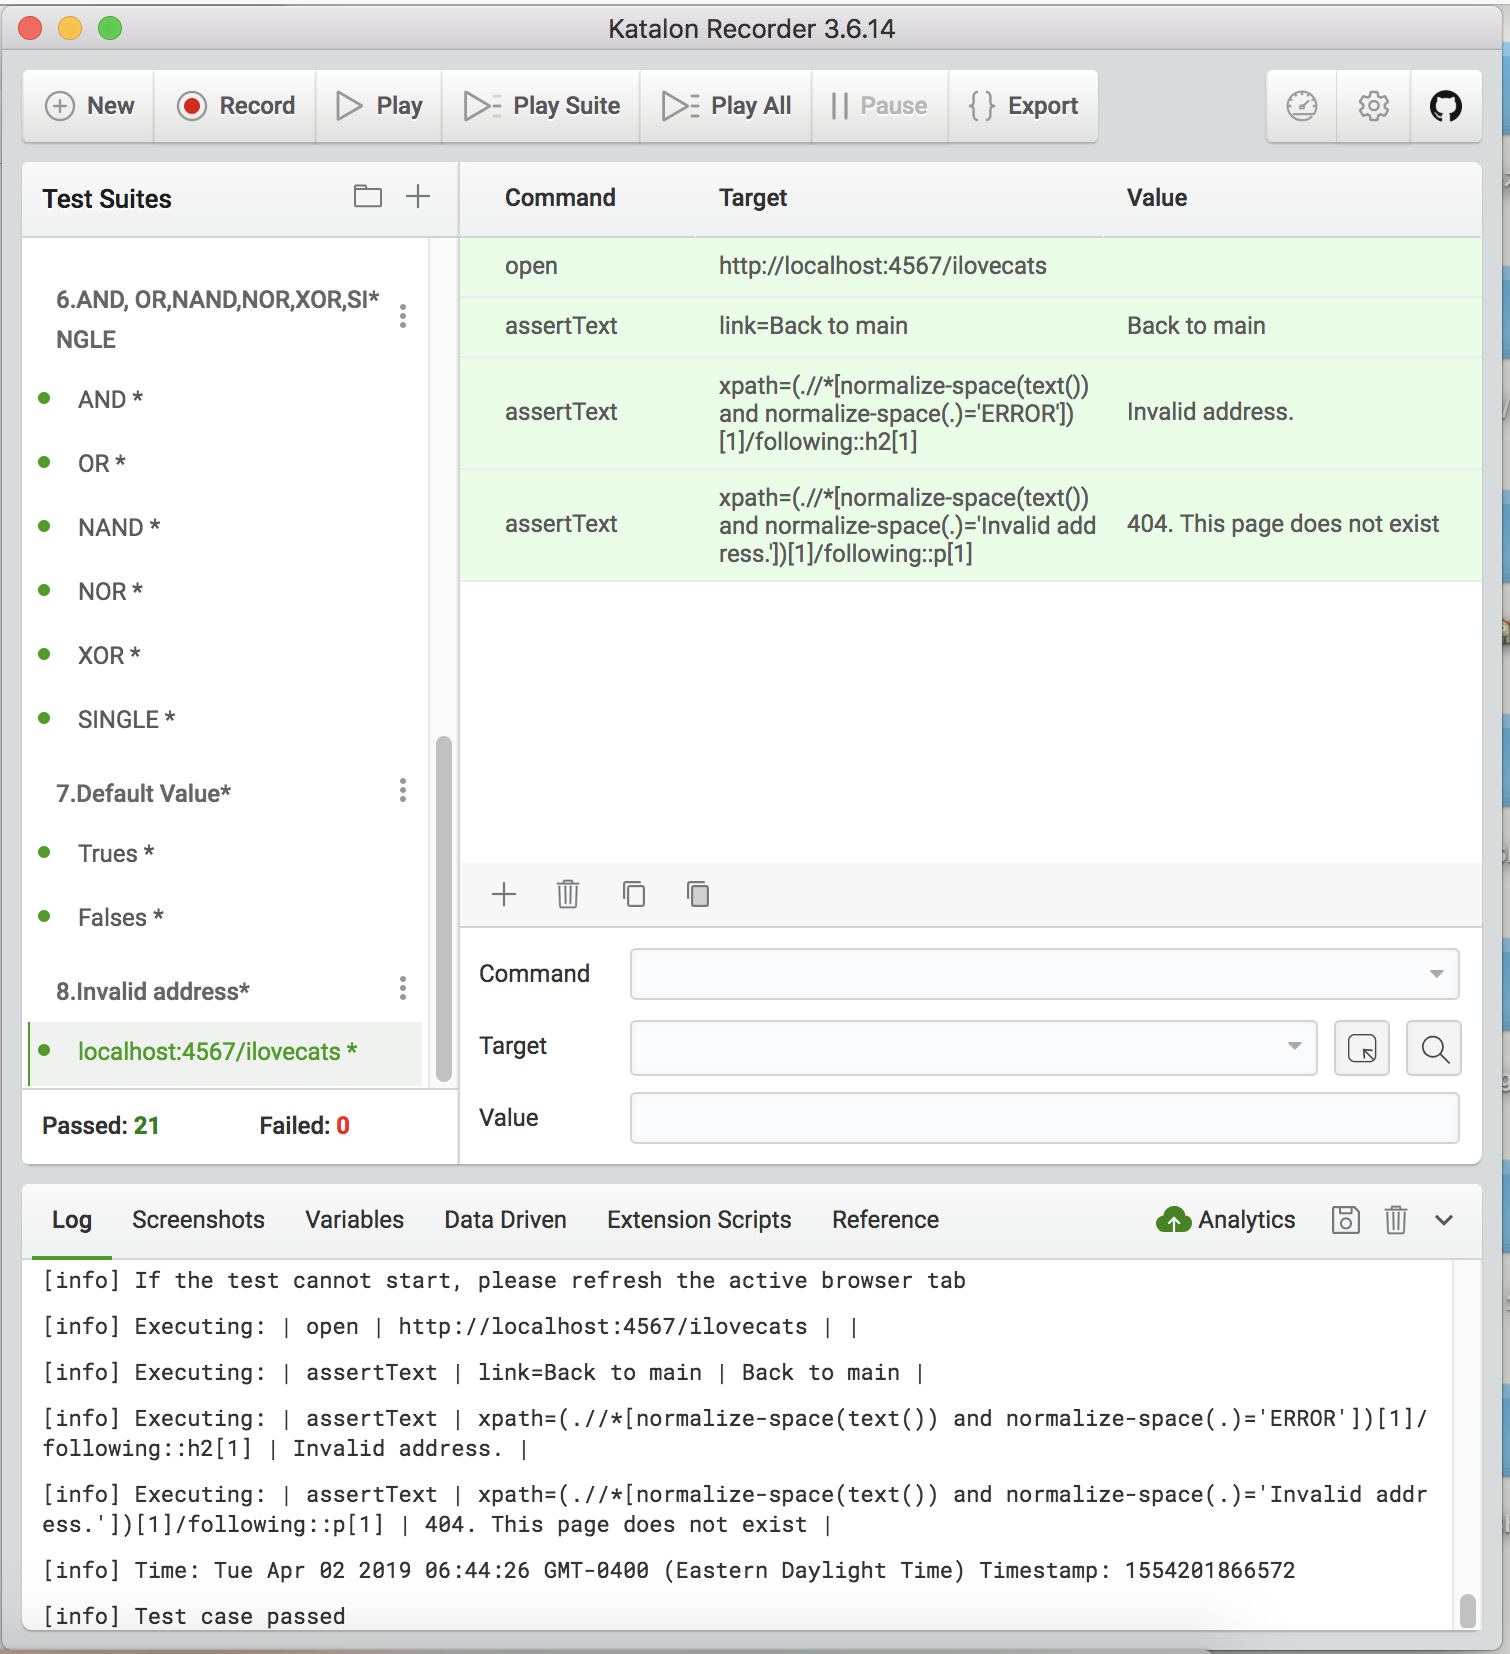 Katalon Recorder 3.6.14
New Record Play Play Suite Play All Pause Export
Test Suites
6.AND, OR,NAND,NOR,XOR,SI*
NGLE
AND *
OR *
NAND *
NOR *
XOR *
SINGLE *
7.Default Value*
Trues *
Falses *
8.Invalid address*
localhost:4567/ilovecats *
Passed: 21 Failed: 0
Command Target Value
open http://localhost:4567/ilovecats
assertText link=Back to main Back to main
assertText xpath=(.//*[normalize-space(text())
and normalize-space(.)='ERROR'])
[1]/following::h2[1] Invalid address.
assertText xpath=(.//*[normalize-space(text())
and normalize-space(.)='Invalid add
ress.'])[1]/following::p[1] 404. This page does not exist
Command
Target
Value
Log Screenshots Variables Data Driven Extension Scripts Reference Analytics
[info] If the test cannot start, please refresh the active browser tab
[info] Executing: | open | http://localhost:4567/ilovecats | |
[info] Executing: | assertText | link=Back to main | Back to main |
[info] Executing: | assertText | xpath=(.//*[normalize-space(text()) and normalize-space(.)='ERROR'])[1]/
following::h2[1] | Invalid address. |
[info] Executing: | assertText | xpath=(.//*[normalize-space(text()) and normalize-space(.)='Invalid addr
ess.'])[1]/following::p[1] | 404. This page does not exist |
[info] Time: Tue Apr 02 2019 06:44:26 GMT-0400 (Eastern Daylight Time) Timestamp: 1554201866572
[info] Test case passed